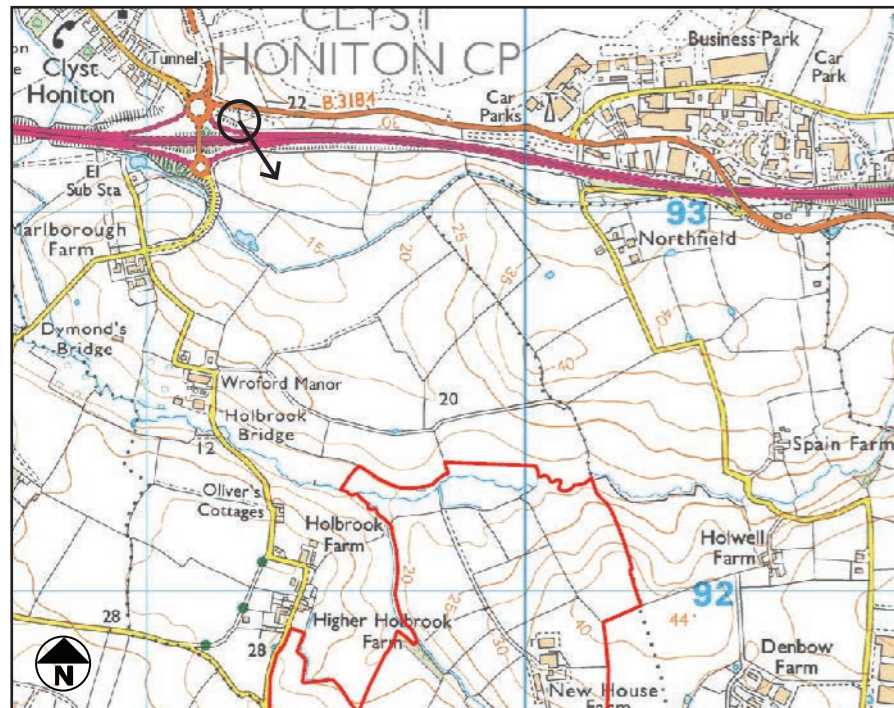 CLYST
HONITON CP
Tunnel
Clyst
Honiton
22
B 3184
30
Business Park
Car
Park
Car
Parks
El
Sub Sta
Marlborough
Farm
15
20
25
35
93
Northfield
40
40
Dymond's
Bridge
Wroford Manor
20
Holbrook
Bridge
12
Oliver's
Cottages
Spain Farm
Holbrook
Farm
Holwell
Farm
20
25
92
28
Higher Holbrook
Farm
28
30
40
44
Denbow
Farm
New House
Farm
N